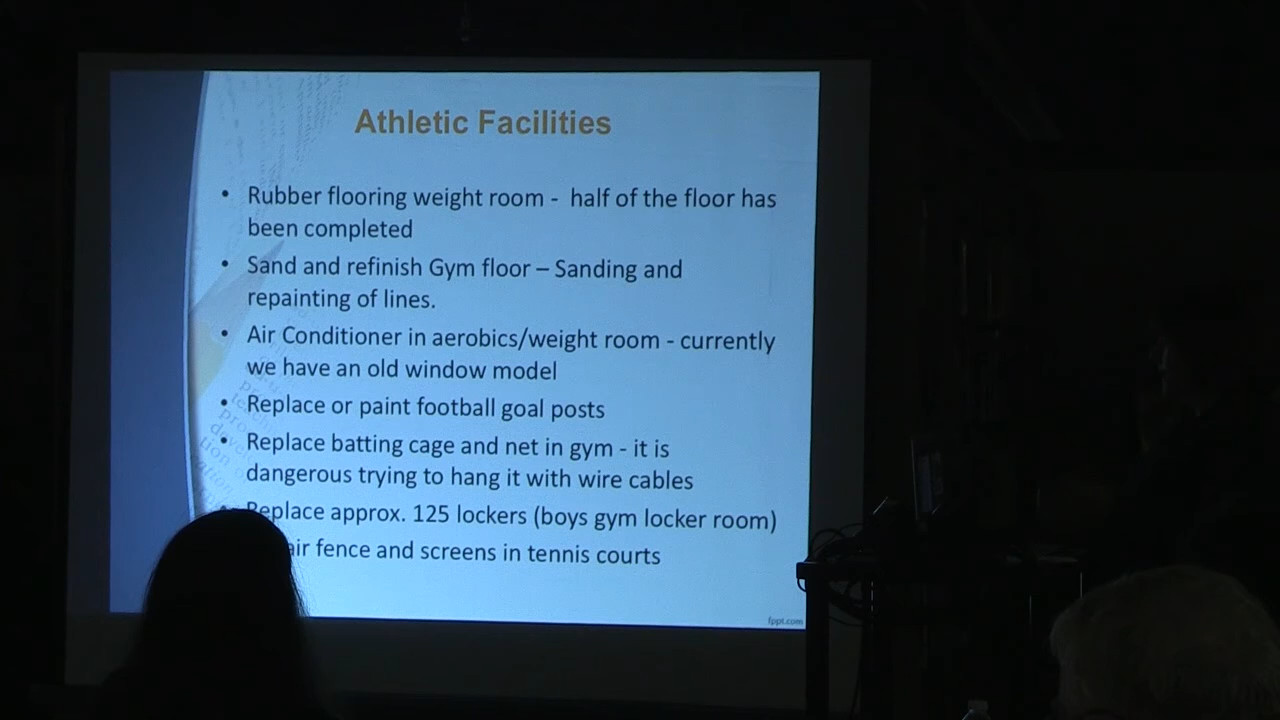 Athletic Facilities
• Rubber flooring weight room - half of the floor has
been completed
• Sand and refinish Gym floor – Sanding and
repainting of lines.
• Air Conditioner in aerobics/weight room - currently
we have an old window model
• Replace or paint football goal posts
• Replace batting cage and net in gym - it is
dangerous trying to hang it with wire cables
• Replace approx. 125 lockers (boys gym locker room)
fence and screens in tennis courts
fppt.com